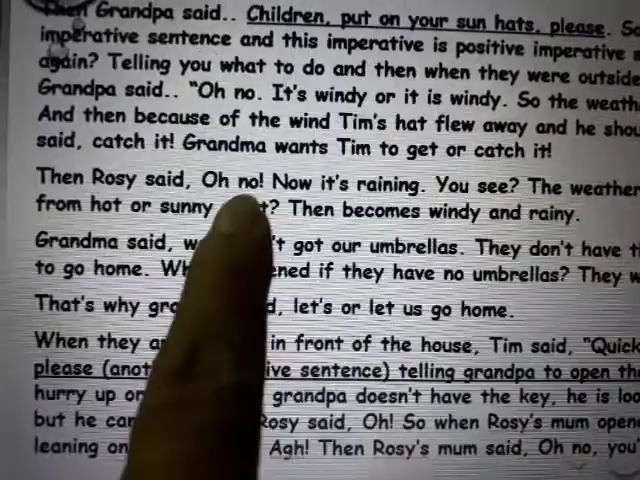 Then Grandpa said.. Children, put on your sun hats, please. So
imperative sentence and this imperative is positive imperative s
again? Telling you what to do and then when they were outside
Grandpa said.. “Oh no. It's windy or it is windy. So the weath
And then because of the wind Tim's hat flew away and he shou
said, catch it! Grandma wants Tim to get or catch it!
Then Rosy said, Oh no! Now it's raining. You see? The weather
from hot or sunny t? Then becomes windy and rainy.
Grandma said, w 't got our umbrellas. They don't have t
to go home. Wh ened if they have no umbrellas? They w
That's why gra d, let's or let us go home.
When they a in front of the house, Tim said, “Quick
please (anot ive sentence) telling grandpa to open the
hurry up or grandpa doesn't have the key, he is loo
but he can Rosy said, Oh! So when Rosy's mum open
leaning on Agh! Then Rosy's mum said, Oh no, you